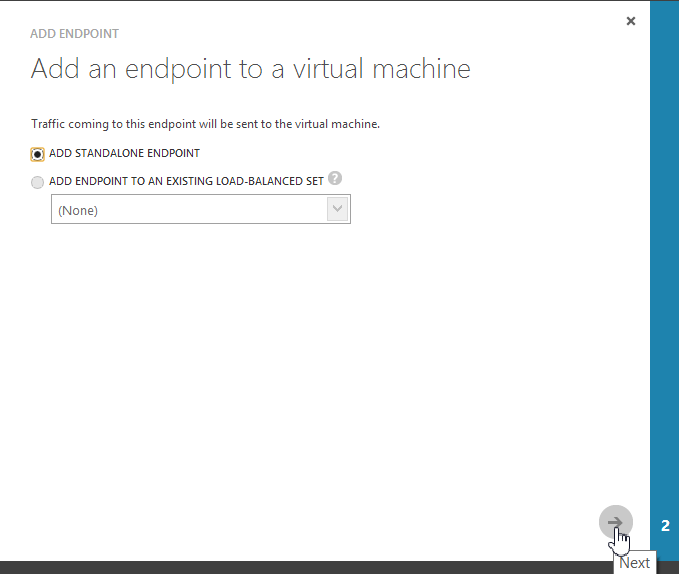 ADD ENDPOINT
Add an endpoint to a virtual machine
Traffic coming to this endpoint will be sent to the virtual machine.
ADD STANDALONE ENDPOINT
ADD ENDPOINT TO AN EXISTING LOAD-BALANCED SET ?
(None)
2
Next